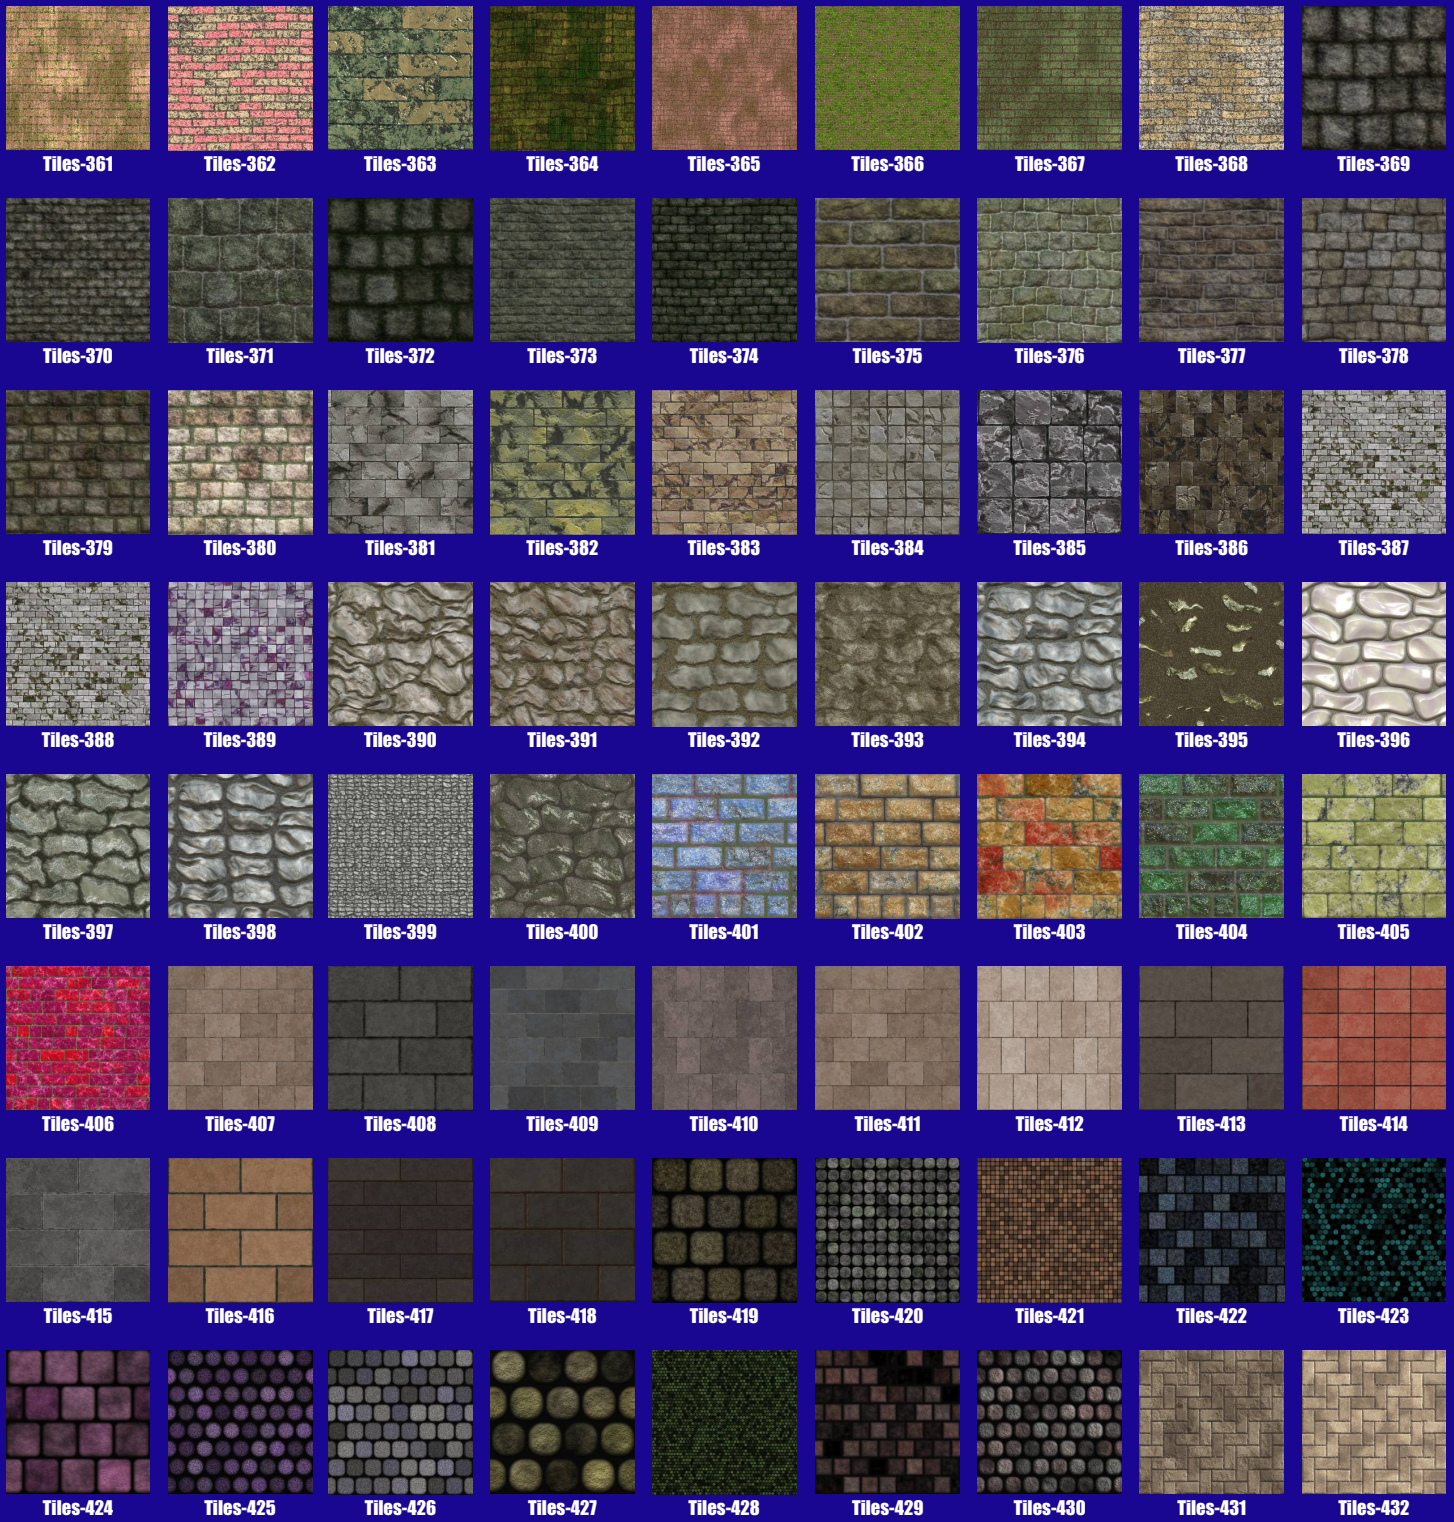 Tiles-361 Tiles-362 Tiles-363 Tiles-364 Tiles-365 Tiles-366 Tiles-367 Tiles-368 Tiles-369
Tiles-370 Tiles-371 Tiles-372 Tiles-373 Tiles-374 Tiles-375 Tiles-376 Tiles-377 Tiles-378
Tiles-379 Tiles-380 Tiles-381 Tiles-382 Tiles-383 Tiles-384 Tiles-385 Tiles-386 Tiles-387
Tiles-388 Tiles-389 Tiles-390 Tiles-391 Tiles-392 Tiles-393 Tiles-394 Tiles-395 Tiles-396
Tiles-397 Tiles-398 Tiles-399 Tiles-400 Tiles-401 Tiles-402 Tiles-403 Tiles-404 Tiles-405
Tiles-406 Tiles-407 Tiles-408 Tiles-409 Tiles-410 Tiles-411 Tiles-412 Tiles-413 Tiles-414
Tiles-415 Tiles-416 Tiles-417 Tiles-418 Tiles-419 Tiles-420 Tiles-421 Tiles-422 Tiles-423
Tiles-424 Tiles-425 Tiles-426 Tiles-427 Tiles-428 Tiles-429 Tiles-430 Tiles-431 Tiles-432